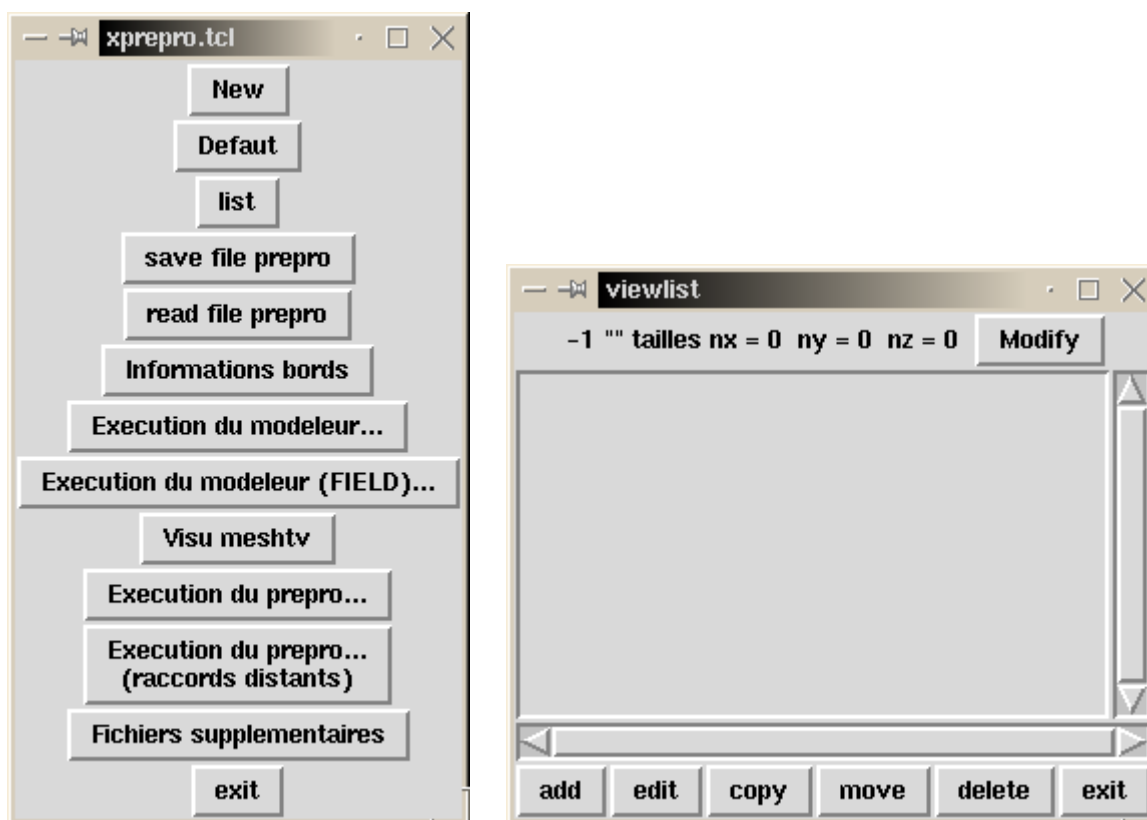 xprepro.tcl
New
Defaut
list
save file prepro
read file prepro
Informations bords
Execution du modeleur...
Execution du modeleur (FIELD)...
Visu meshtv
Execution du prepro...
Execution du prepro...
(raccords distants)
Fichiers supplementaires
exit
viewlist
-1 "" tailles nx = 0 ny = 0 nz = 0 Modify
add edit copy move delete exit